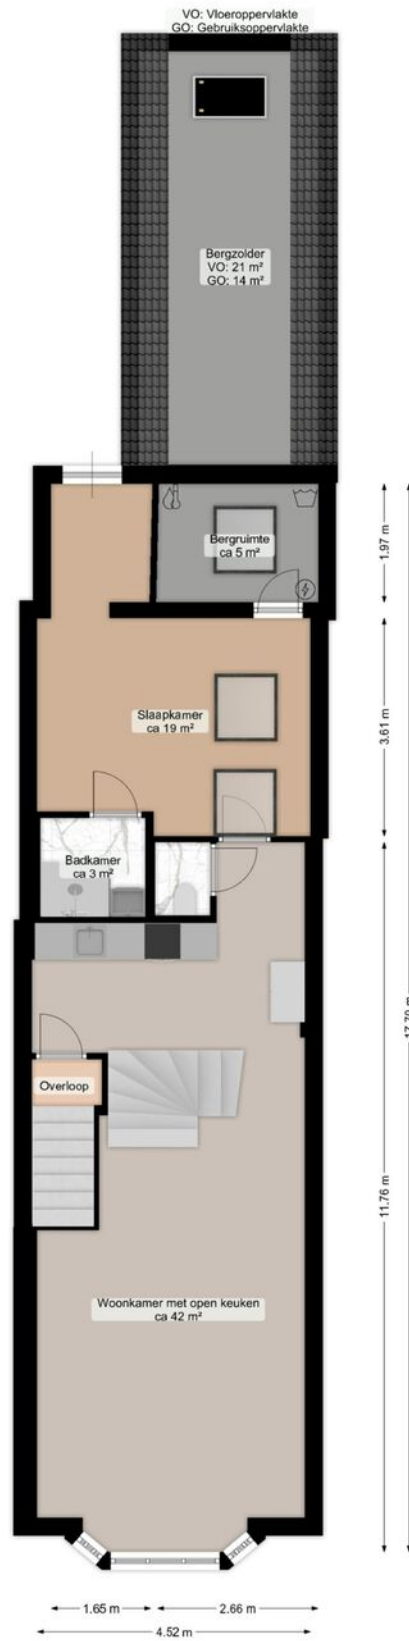 VO: Vloeroppervlakte
GO: Gebruiksoppervlakte
Bergzolder
VO: 21 m²
GO: 14 m²
Bergruimte
ca 5 m²
1.97 m
Slaapkamer
ca 19 m²
3.61 m
Badkamer
ca 3 m²
Overloop
11.76 m
Woonkamer met open keuken
ca 42 m²
1.65 m
2.66 m
4.52 m